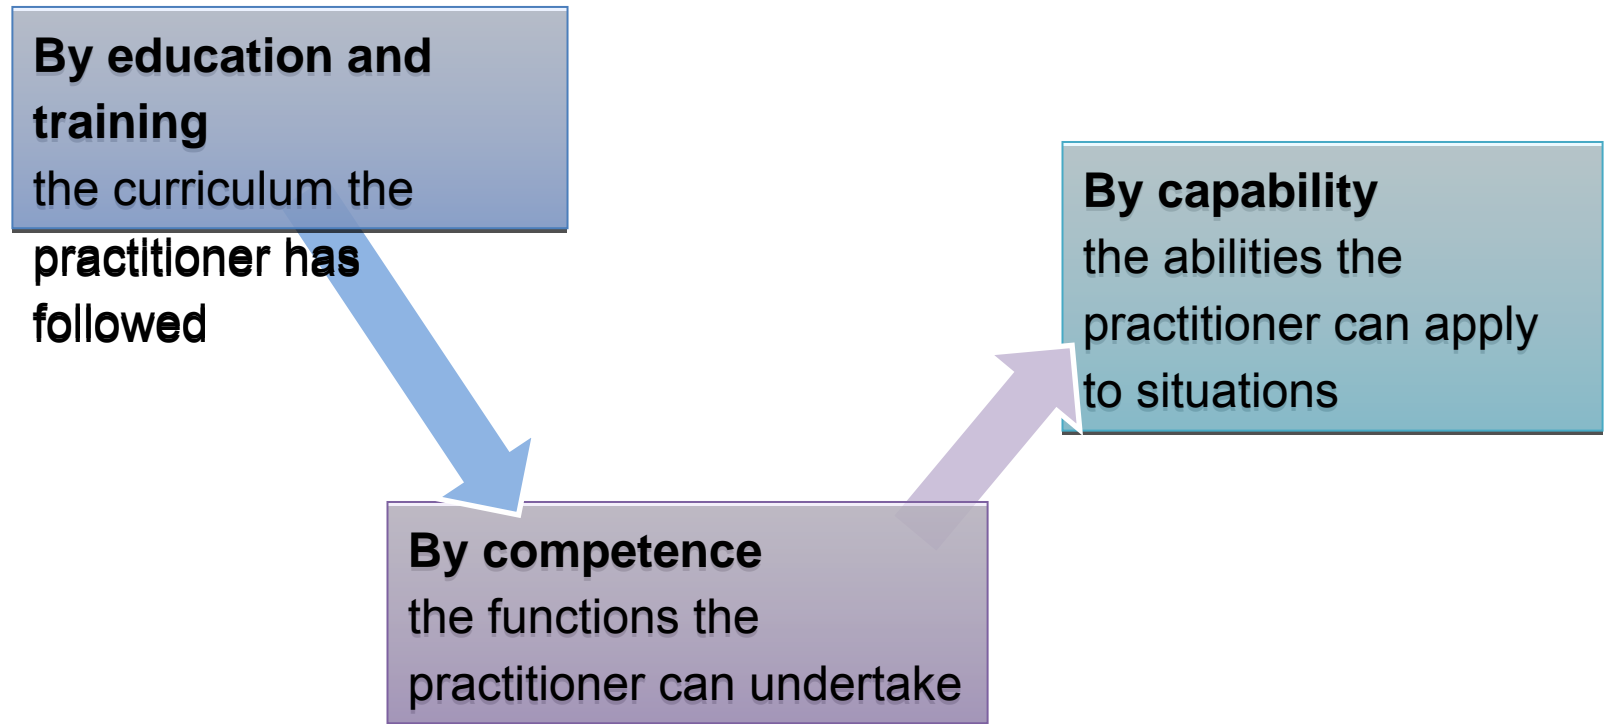 By education and
training
the curriculum the
practitioner has
followed
By competence
the functions the
practitioner can undertake
By capability
the abilities the
practitioner can apply
to situations